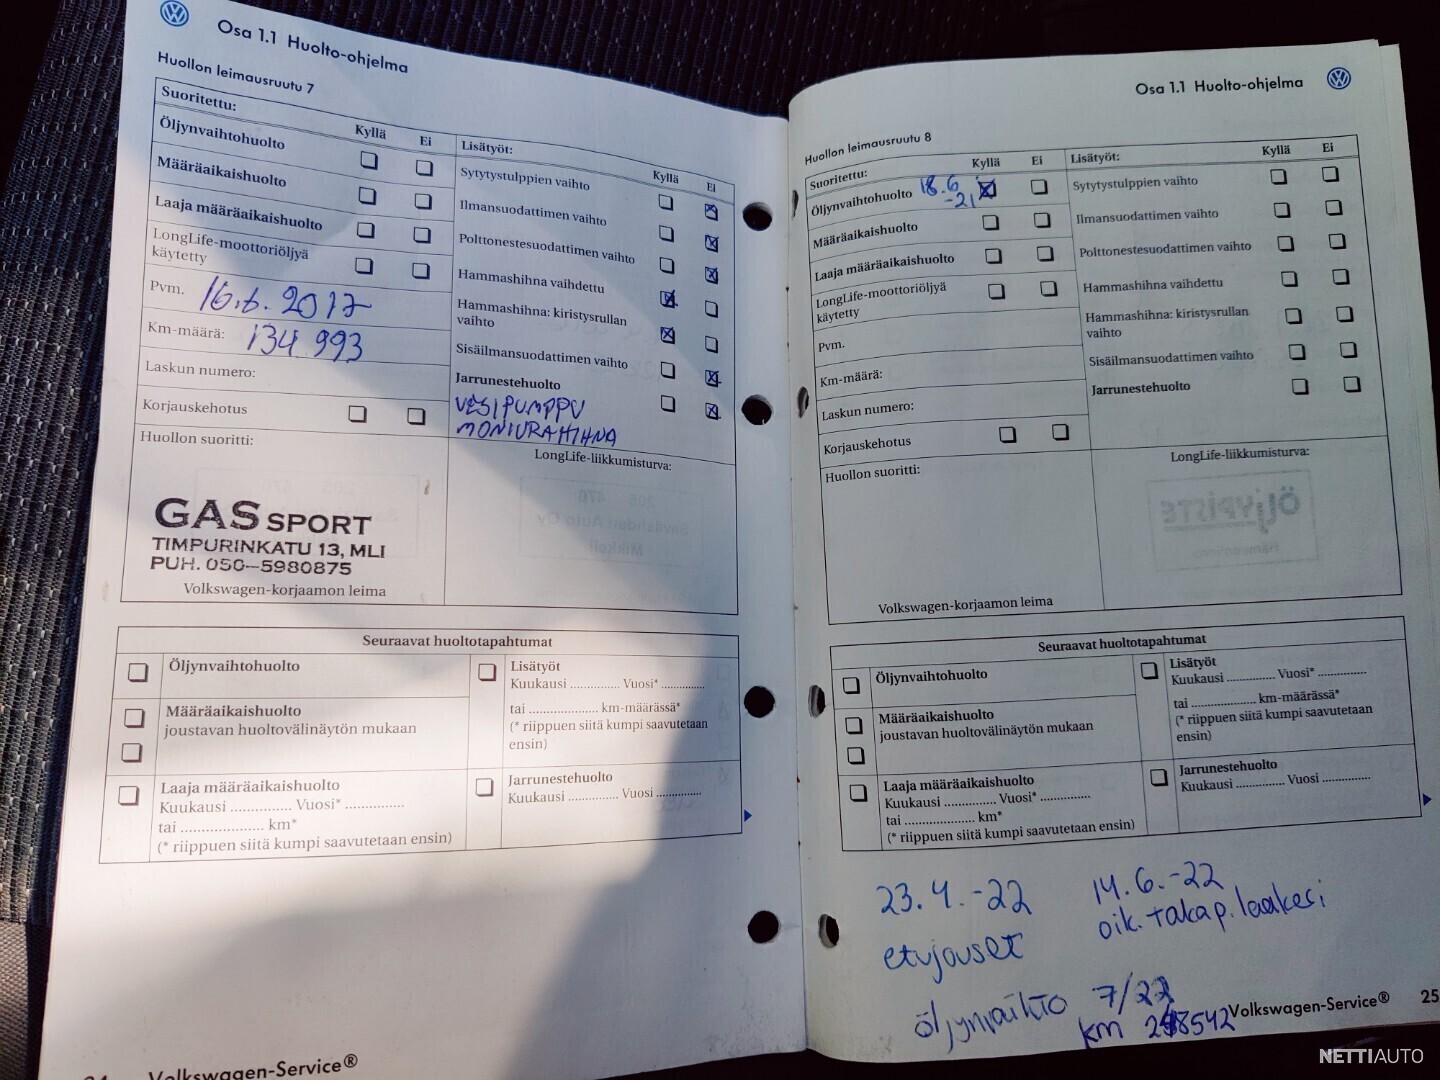 Osa 1.1 Huolto-ohjelma
Huollon leimausruutu 7
Suoritettu:
Kyllä Ei
Öljynvaihtohuolto
Määräaikaishuolto
Laaja määräaikaishuolto
LongLife-moottoriöljyä
käytetty
Pvm. 16.6.2017
Km-määrä: 134 993
Laskun numero:
Korjauskehotus
Lisätyöt:
Kyllä Ei
Sytytystulppien vaihto
Ilmansuodattimen vaihto
Polttonestesuodattimen vaihto
Hammashihna vaihdettu
Hammashihna: kiristysrullan
vaihto
Sisäilmansuodattimen vaihto
Jarrunestehuolto
VESIPUMPPU
MONIURAHIHNA
Huollon suoritti:
GAS SPORT
TIMPURINKATU 13, MLI
PUH. 050-5980875
Volkswagen-korjaamon leima
LongLife-liikkumisturva:
Seuraavat huoltotapahtumat
Öljynvaihtohuolto
Määräaikaishuolto
joustavan huoltovälinäytön mukaan
Laaja määräaikaishuolto
Kuukausi .............. Vuosi* ..............
tai .................... km*
(* riippuen siitä kumpi saavutetaan ensin)
Lisätyöt
Kuukausi .............. Vuosi* ............
tai .................... km-määrässä*
(* riippuen siitä kumpi saavutetaan
ensin)
Jarrunestehuolto
Kuukausi .............. Vuosi ............
Volkswagen-Service®
Osa 1.1 Huolto-ohjelma
Huollon leimausruutu 8
Suoritettu:
Kyllä Ei
Öljynvaihtohuolto 18.6
-21
Määräaikaishuolto
Laaja määräaikaishuolto
LongLife-moottoriöljyä
käytetty
Pvm.
Km-määrä:
Laskun numero:
Korjauskehotus
Lisätyöt:
Kyllä Ei
Sytytystulppien vaihto
Ilmansuodattimen vaihto
Polttonestesuodattimen vaihto
Hammashihna vaihdettu
Hammashihna: kiristysrullan
vaihto
Sisäilmansuodattimen vaihto
Jarrunestehuolto
Huollon suoritti:
Volkswagen-korjaamon leima
LongLife-liikkumisturva:
Seuraavat huoltotapahtumat
Öljynvaihtohuolto
Määräaikaishuolto
joustavan huoltovälinäytön mukaan
Laaja määräaikaishuolto
Kuukausi .............. Vuosi* ..............
tai .................... km*
(* riippuen siitä kumpi saavutetaan ensin)
Lisätyöt
Kuukausi .............. Vuosi* ..............
tai .................... km-määrässä*
(* riippuen siitä kumpi saavutetaan
ensin)
Jarrunestehuolto
Kuukausi .............. Vuosi ..............
23.4.-22
etujouset
14.6.-22
oik. takap. laakeri
öljynvaihto 7/22
km
Volkswagen-Service® 25
NETTIAUTO